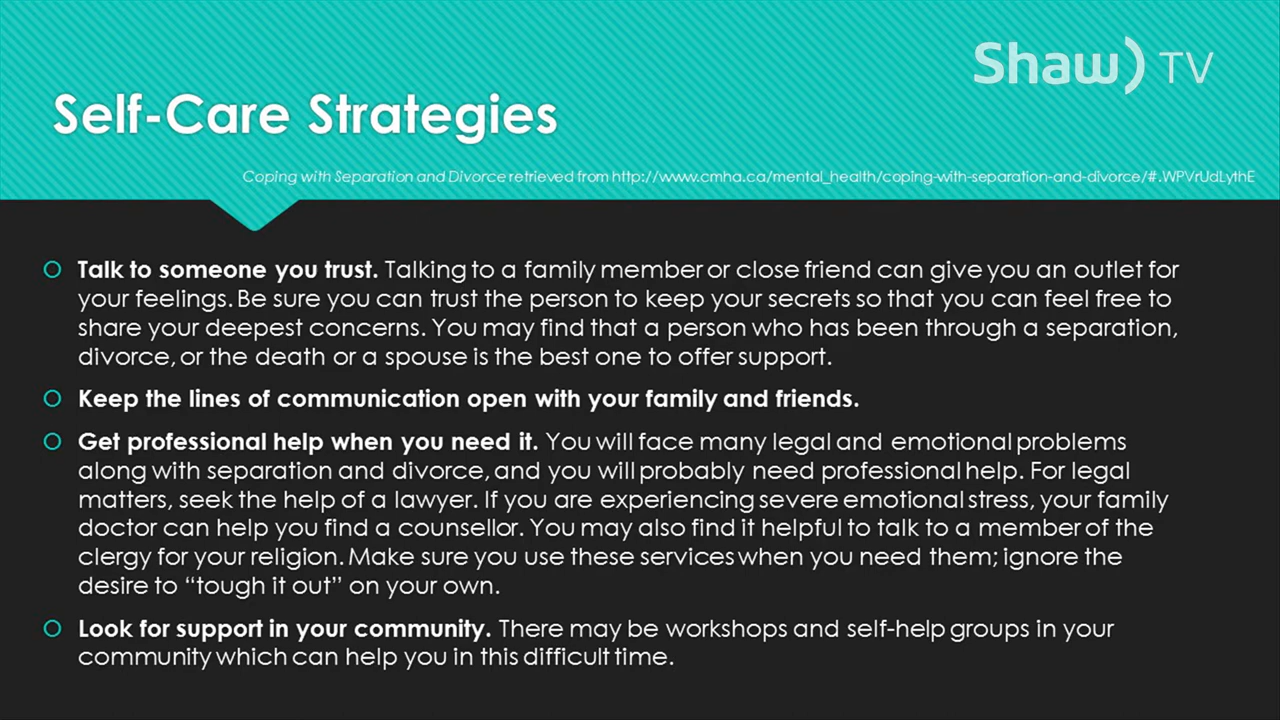 Shaw) TV
Self-Care Strategies
Coping with Separation and Divorce retrieved from http://www.cmha.ca/mental_health/coping-with-separation-and-divorce/#.WPVrUdLythE
Talk to someone you trust. Talking to a family member or close friend can give you an outlet for
your feelings. Be sure you can trust the person to keep your secrets so that you can feel free to
share your deepest concerns. You may find that a person who has been through a separation,
divorce, or the death or a spouse is the best one to offer support.
Keep the lines of communication open with your family and friends.
Get professional help when you need it. You will face many legal and emotional problems
along with separation and divorce, and you will probably need professional help. For legal
matters, seek the help of a lawyer. If you are experiencing severe emotional stress, your family
doctor can help you find a counsellor. You may also find it helpful to talk to a member of the
clergy for your religion. Make sure you use these services when you need them; ignore the
desire to “tough it out” on your own.
Look for support in your community. There may be workshops and self-help groups in your
community which can help you in this difficult time.